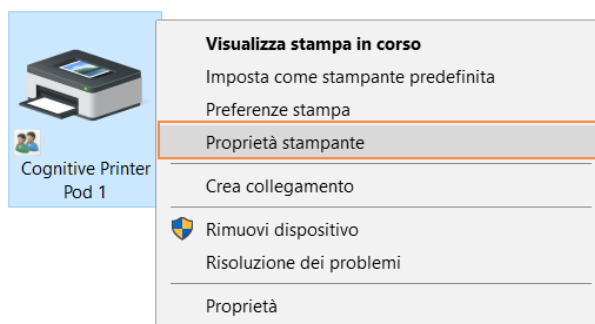 Visualizza stampa in corso
Imposta come stampante predefinita
Preferenze stampa
Proprietà stampante
Cognitive Printer
Pod 1
Crea collegamento
Rimuovi dispositivo
Risoluzione dei problemi
Proprietà